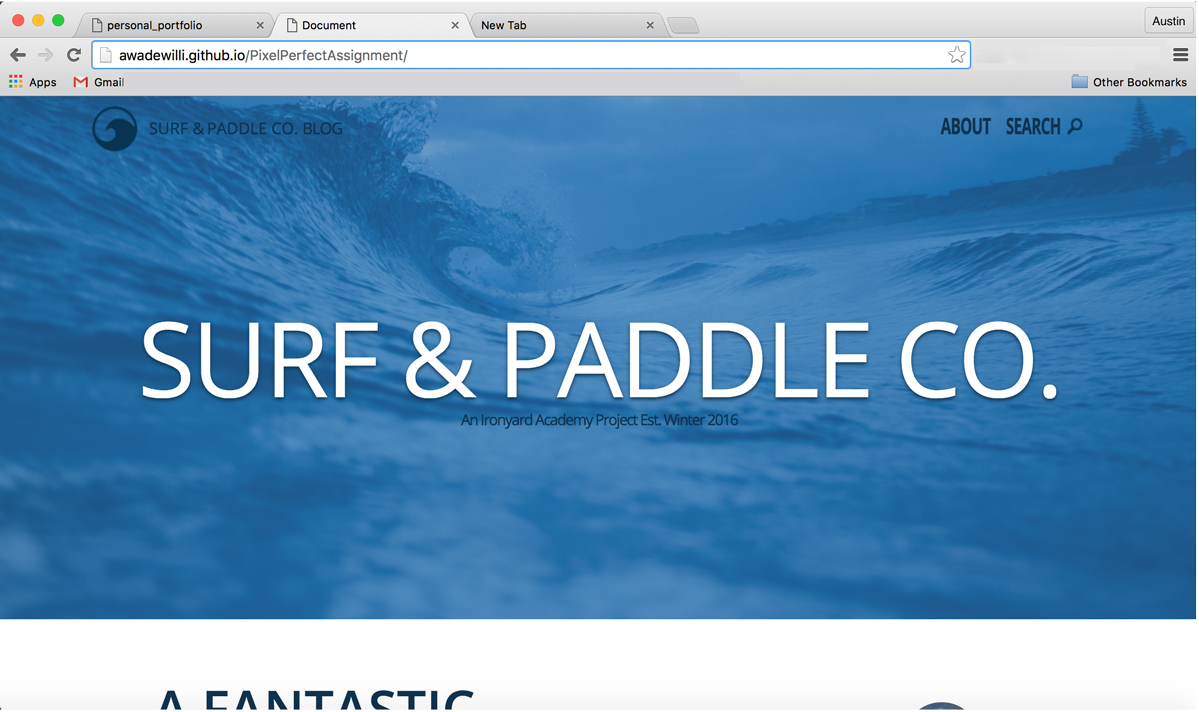 personal_portfolio
Document
New Tab
Austin
awadewilli.github.io/PixelPerfectAssignment/
Apps
Gmail
Other Bookmarks
SURF & PADDLE CO. BLOG
ABOUT SEARCH
SURF & PADDLE CO.
An Ironyard Academy Project Est. Winter 2016
A FANTASTIC